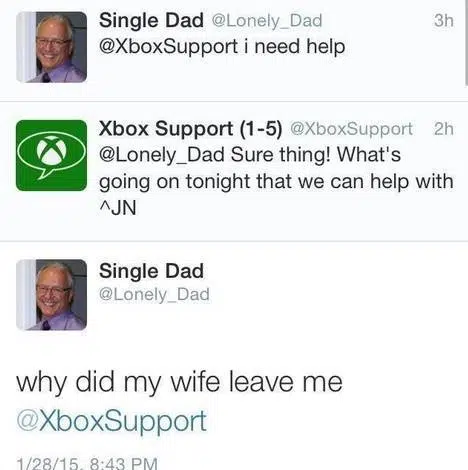 Single Dad @Lonely_Dad 3h
@XboxSupport i need help
Xbox Support (1-5) @XboxSupport 2h
@Lonely_Dad Sure thing! What's
going on tonight that we can help with
^JN
Single Dad
@Lonely_Dad
why did my wife leave me
@XboxSupport
1/28/15, 8:43 PM